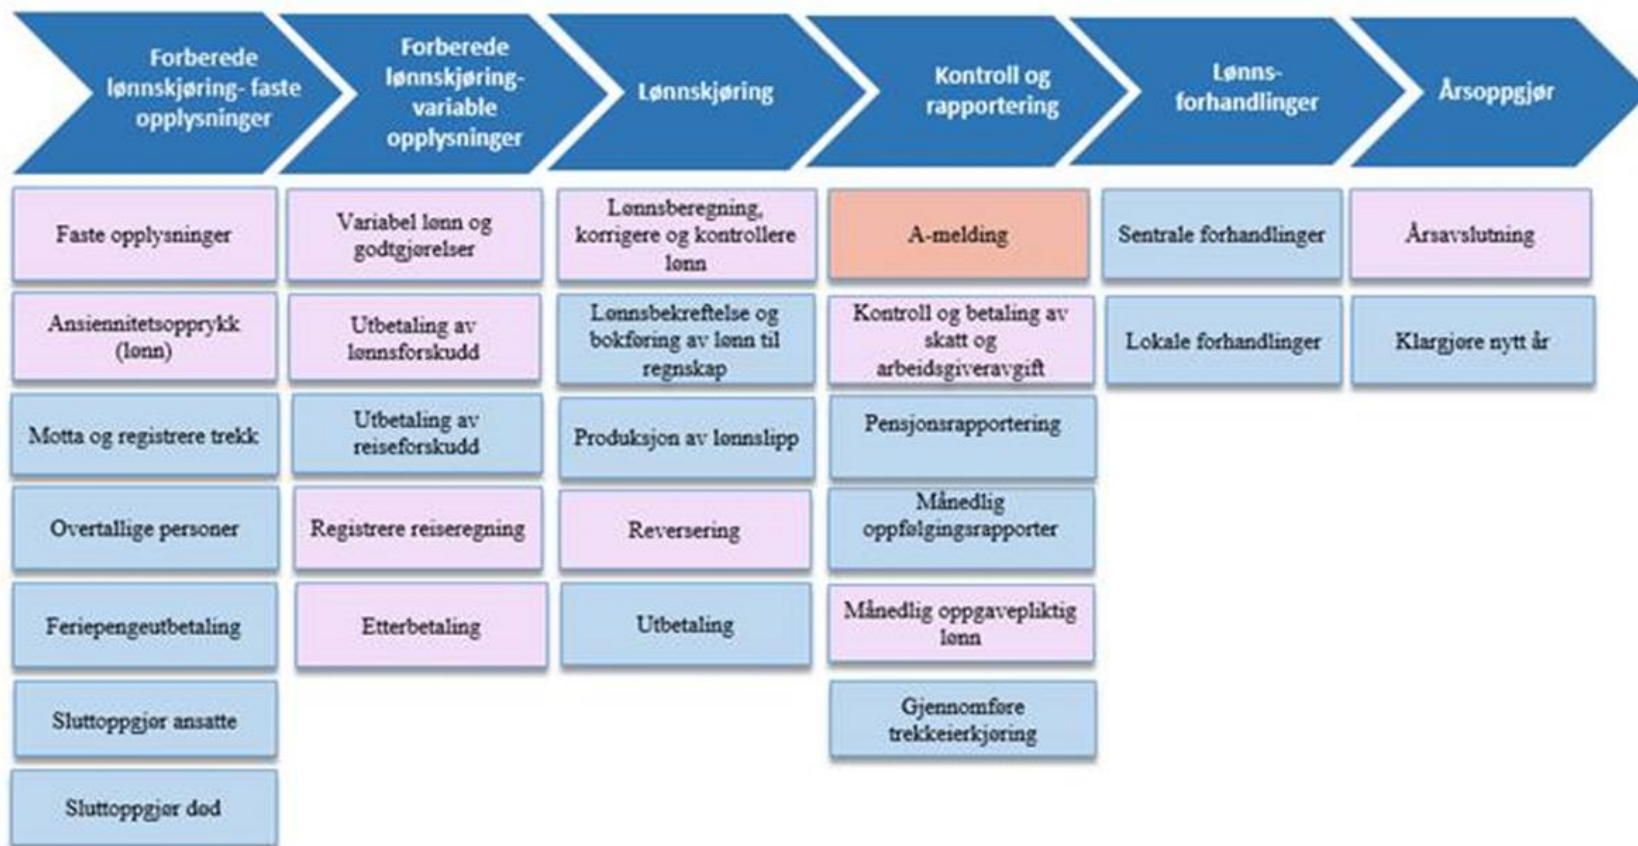 Forberede
lønnskjøring- faste
opplysninger
Forberede
lønnskjøring-
variable
opplysninger
Lønnskjøring
Kontroll og
rapportering
Lønns-
forhandlinger
Årsoppgjør
Faste opplysninger
Ansiennitetsopprykk
(lønn)
Motta og registrere trekk
Overtallige personer
Feriepengeutbetaling
Sluttoppgjør ansatte
Sluttoppgjør død
Variabel lønn og
godtgjørelser
Utbetaling av
lønnsforskudd
Utbetaling av
reiseforskudd
Registrere reiseregning
Etterbetaling
Lønnsberegning,
korrigere og kontrollere
lønn
Lønnsbekreftelse og
bokføring av lønn til
regnskap
Produksjon av lønnslipp
Reversering
Utbetaling
A-melding
Kontroll og betaling av
skatt og
arbeidsgiveravgift
Pensjonsrapportering
Månedlig
oppfølgingsrapporter
Månedlig oppgavepliktig
lønn
Gjennomføre
trekkeierkjøring
Sentrale forhandlinger
Lokale forhandlinger
Årsavslutning
Klargjøre nytt år